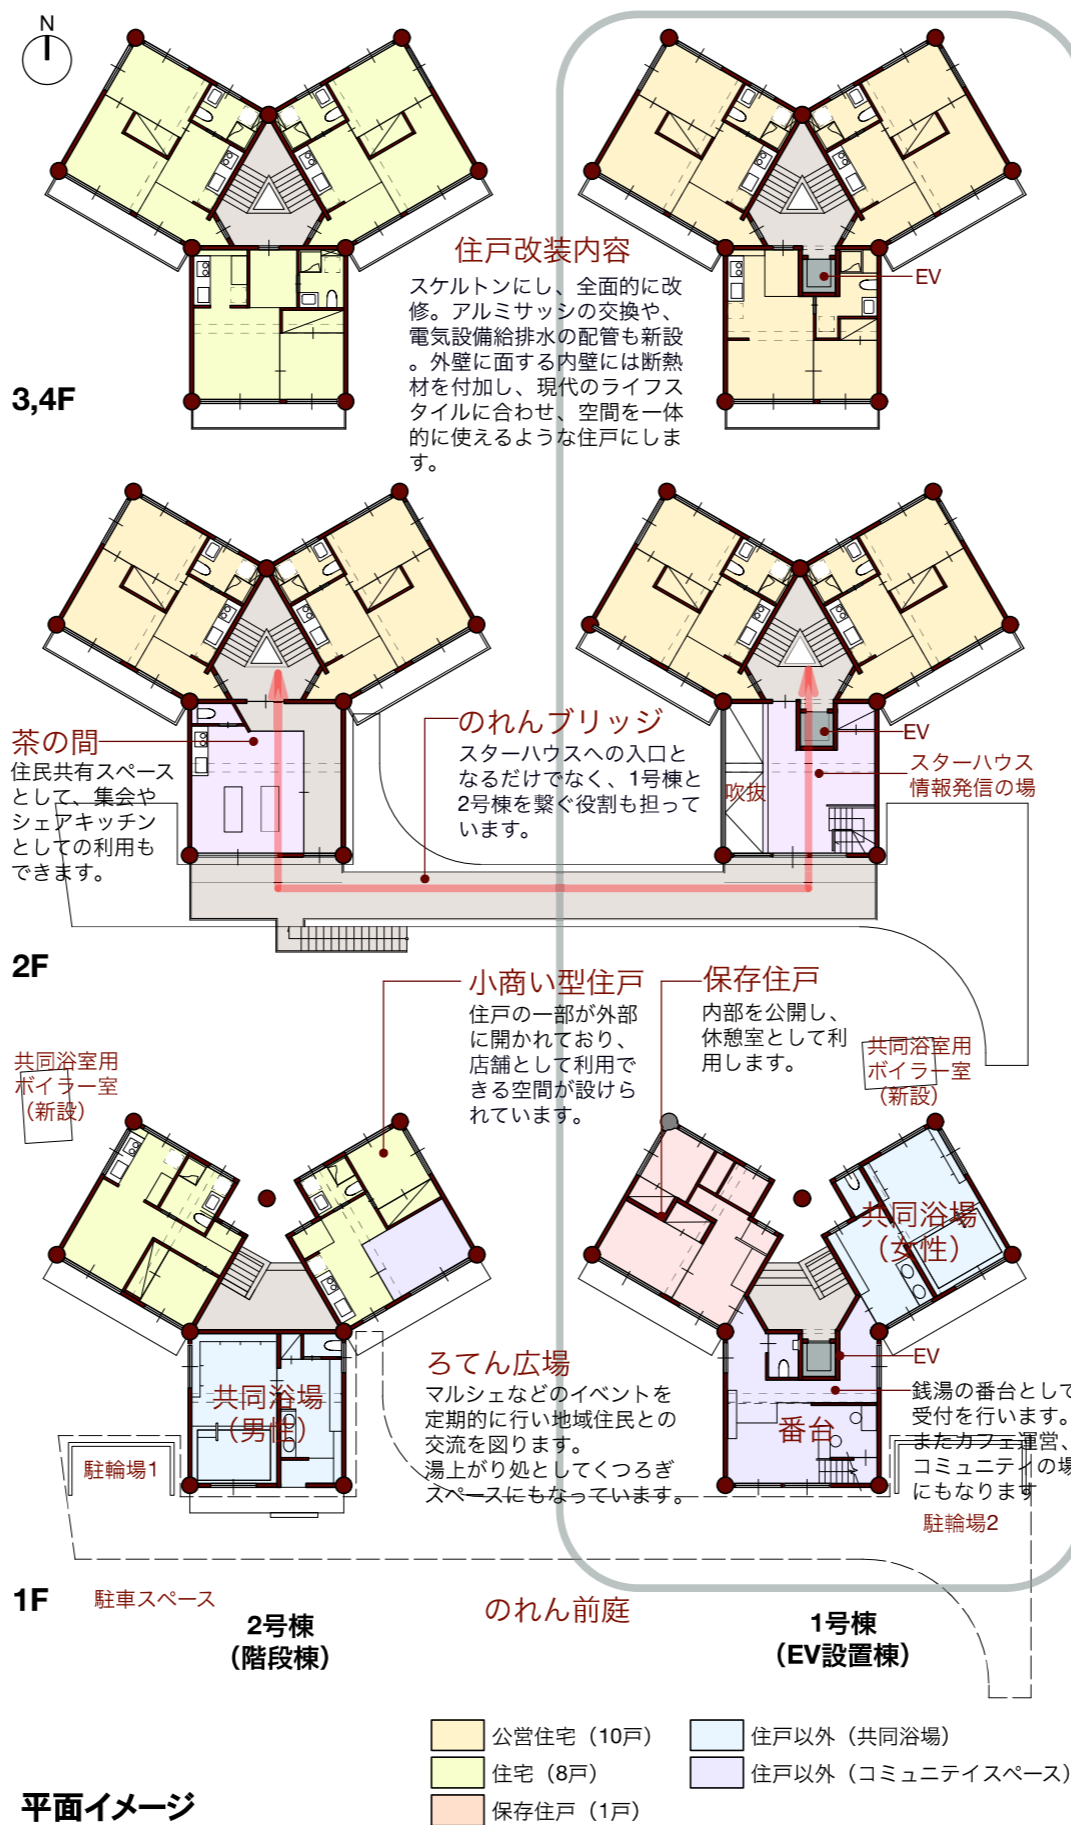 N
住戸改装内容
スケルトンにし、全面的に改
修。アルミサッシの交換や、
電気設備給排水の配管も新設
。外壁に面する内壁には断熱
材を付加し、現代のライフス
タイルに合わせ、空間を一体
的に使えるような住戸にしま
す。
EV
3,4F
茶の間
住民共有スペース
として、集会や
シェアキッチン
としての利用も
できます。
のれんブリッジ
スターハウスへの入口と
なるだけでなく、1号棟と
2号棟を繋ぐ役割も担って
います。
吹抜
EV
スターハウス
情報発信の場
2F
小商い型住戸
住戸の一部が外部
に開かれており、
店舗として利用で
きる空間が設けら
れています。
保存住戸
内部を公開し、
休憩室として利
用します。
共同浴室用
ボイラー室
（新設）
共同浴室用
ボイラー室
（新設）
共同浴場
（女性）
共同浴場
（男性）
ろてん広場
マルシェなどのイベントを
定期的に行い地域住民との
交流を図ります。
湯上がり処としてくつろぎ
スペースにもなっています。
EV
番台
銭湯の番台として
受付を行います。
またカフェ運営、
コミュニティの場
にもなります
駐輪場1
駐輪場2
1F
駐車スペース
のれん前庭
2号棟
（階段棟）
1号棟
（EV設置棟）
公営住宅（10戸）
住宅（8戸）
保存住戸（1戸）
住戸以外（共同浴場）
住戸以外（コミュニテイスペース）
平面イメージ